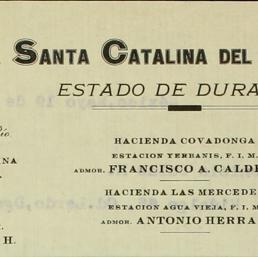 SANTA CATALINA DEL
ESTADO DE DURA
HACIENDA COVADONGA
ESTACION YERBANIS, F. I. M.
ADMOR. FRANCISCO A. CALDE
HACIENDA LAS MERCEDE
ESTACION AGUA VIEJA, F. I. M
ADMOR. ANTONIO HERRA
H.